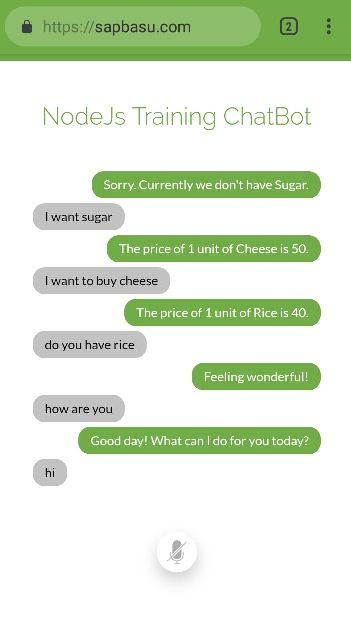 https://sapbasu.com
2
NodeJs Training ChatBot
Sorry. Currently we don't have Sugar.
I want sugar
The price of 1 unit of Cheese is 50.
I want to buy cheese
The price of 1 unit of Rice is 40.
do you have rice
Feeling wonderful!
how are you
Good day! What can I do for you today?
hi